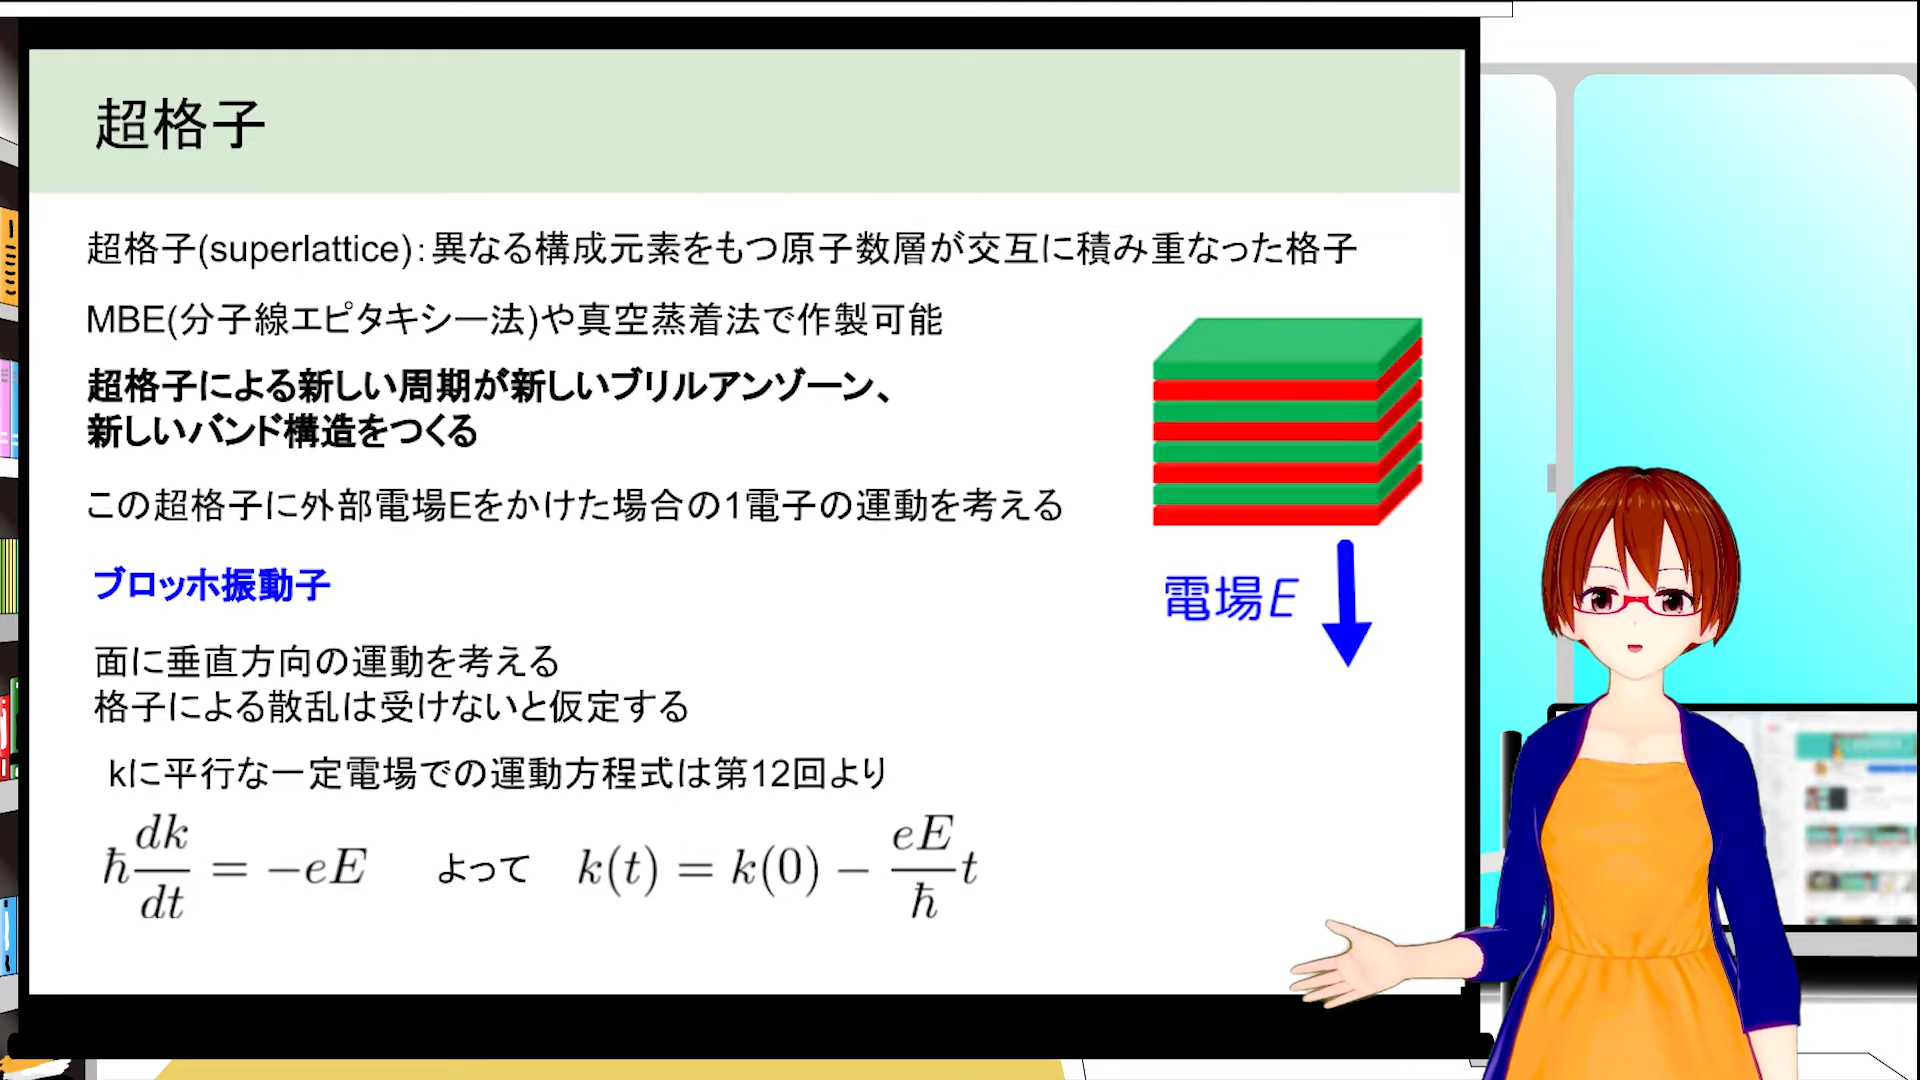 超格子
超格子(superlattice)：異なる構成元素をもつ原子数層が交互に積み重なった格子
MBE(分子線エピタキシー法)や真空蒸着法で作製可能
超格子による新しい周期が新しいブリルアンゾーン、
新しいバンド構造をつくる
この超格子に外部電場Eをかけた場合の1電子の運動を考える
ブロッホ振動子
電場E
面に垂直方向の運動を考える
格子による散乱は受けないと仮定する
kに平行な一定電場での運動方程式は第12回より
ħ dk/dt = −eE よって k(t) = k(0) − eE/ħ t